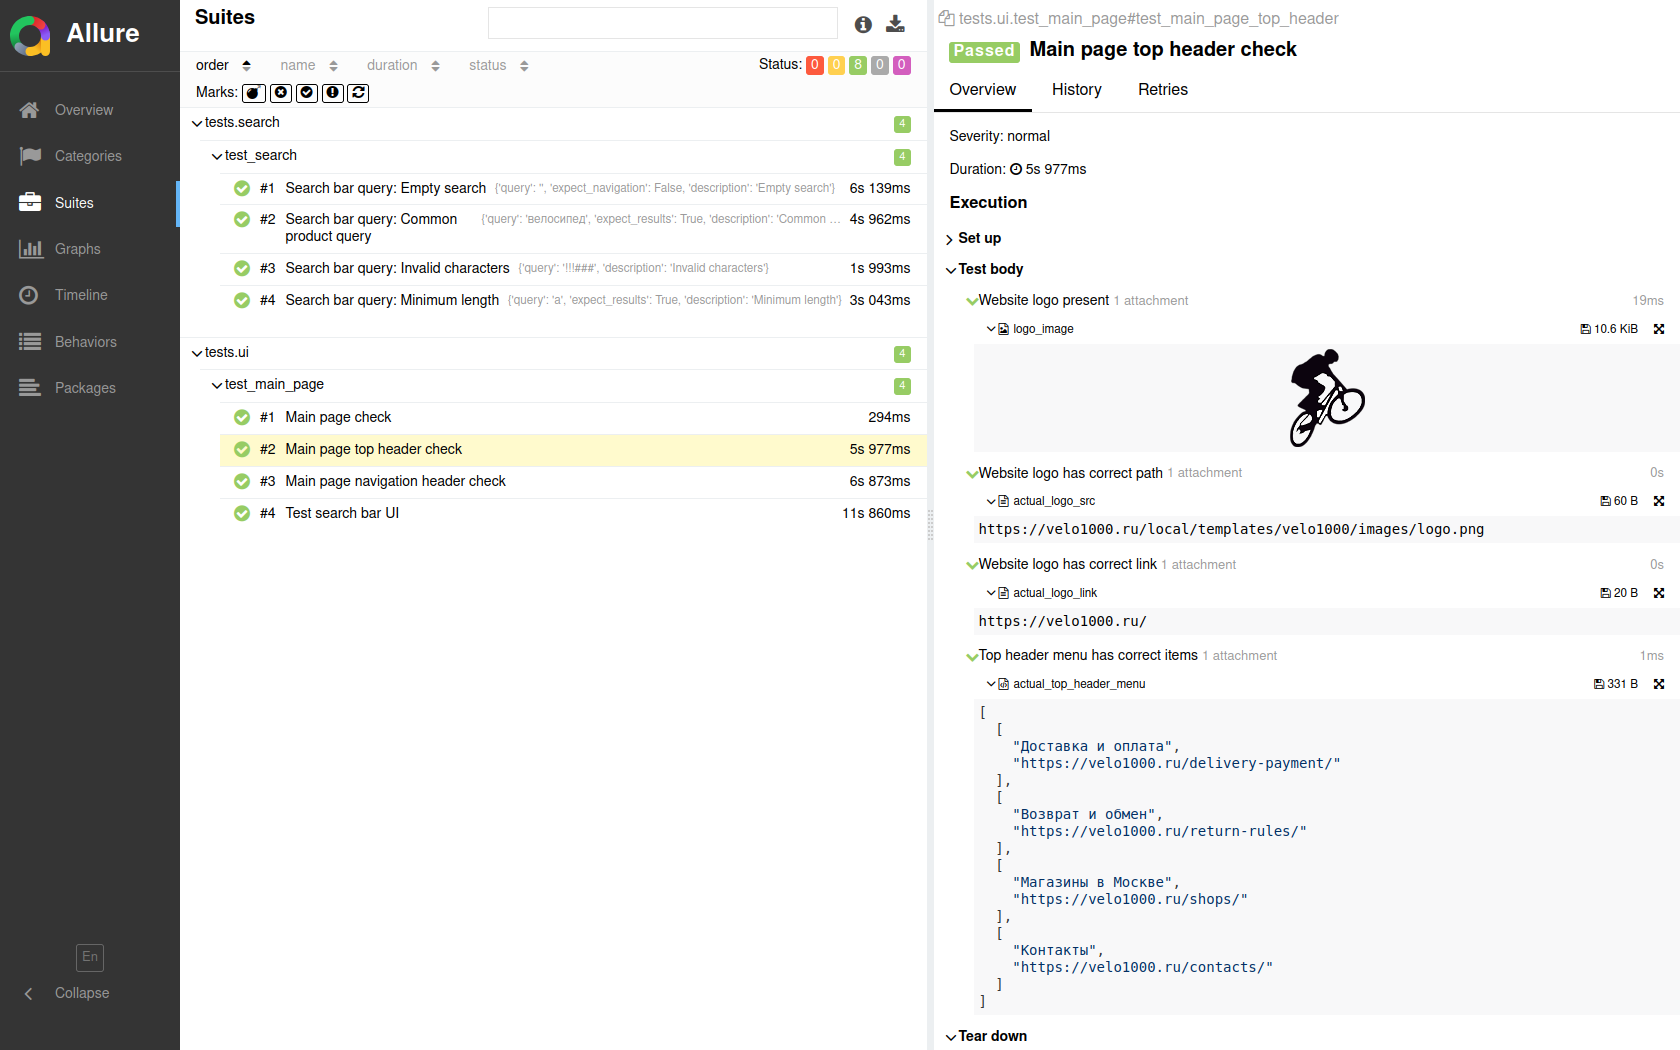 Allure
Overview
Categories
Suites
Graphs
Timeline
Behaviors
Packages
En
Collapse
Suites
order name duration status
Status: 0 0 8 0 0
Marks:
tests.search 4
test_search 4
#1 Search bar query: Empty search {'query': '', 'expect_navigation': False, 'description': 'Empty search'} 6s 139ms
#2 Search bar query: Common {'query': 'велосипед', 'expect_results': True, 'description': 'Common ... 4s 962ms
product query
#3 Search bar query: Invalid characters {'query': '!!!###', 'description': 'Invalid characters'} 1s 993ms
#4 Search bar query: Minimum length {'query': 'a', 'expect_results': True, 'description': 'Minimum length'} 3s 043ms
tests.ui 4
test_main_page 4
#1 Main page check 294ms
#2 Main page top header check 5s 977ms
#3 Main page navigation header check 6s 873ms
#4 Test search bar UI 11s 860ms
tests.ui.test_main_page#test_main_page_top_header
Passed Main page top header check
Overview History Retries
Severity: normal
Duration: 5s 977ms
Execution
Set up
Test body
Website logo present 1 attachment 19ms
logo_image 10.6 KiB
Website logo has correct path 1 attachment 0s
actual_logo_src 60 B
https://velo1000.ru/local/templates/velo1000/images/logo.png
Website logo has correct link 1 attachment 0s
actual_logo_link 20 B
https://velo1000.ru/
Top header menu has correct items 1 attachment 1ms
actual_top_header_menu 331 B
[
[
"Доставка и оплата",
"https://velo1000.ru/delivery-payment/"
],
[
"Возврат и обмен",
"https://velo1000.ru/return-rules/"
],
[
"Магазины в Москве",
"https://velo1000.ru/shops/"
],
[
"Контакты",
"https://velo1000.ru/contacts/"
]
]
Tear down